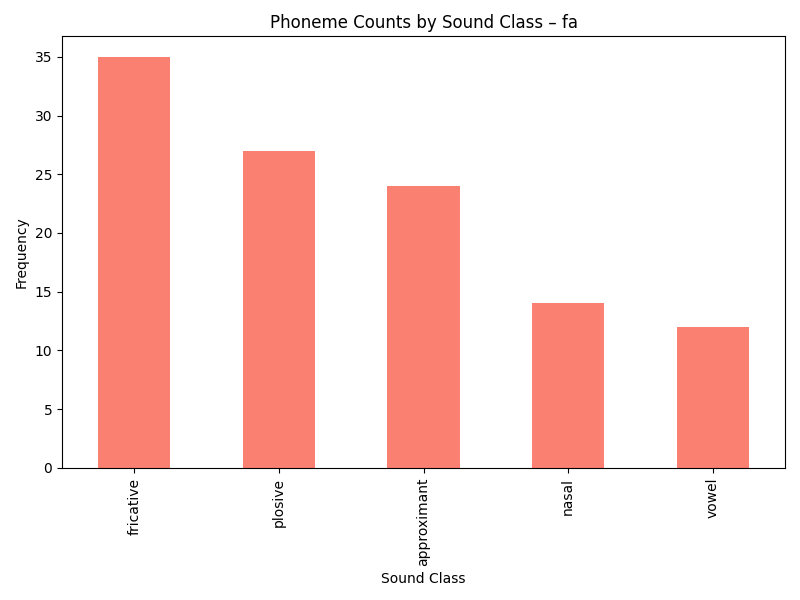 Phoneme Counts by Sound Class – fa
Frequency
35
30
25
20
15
10
5
0
fricative
plosive
approximant
nasal
vowel
Sound Class